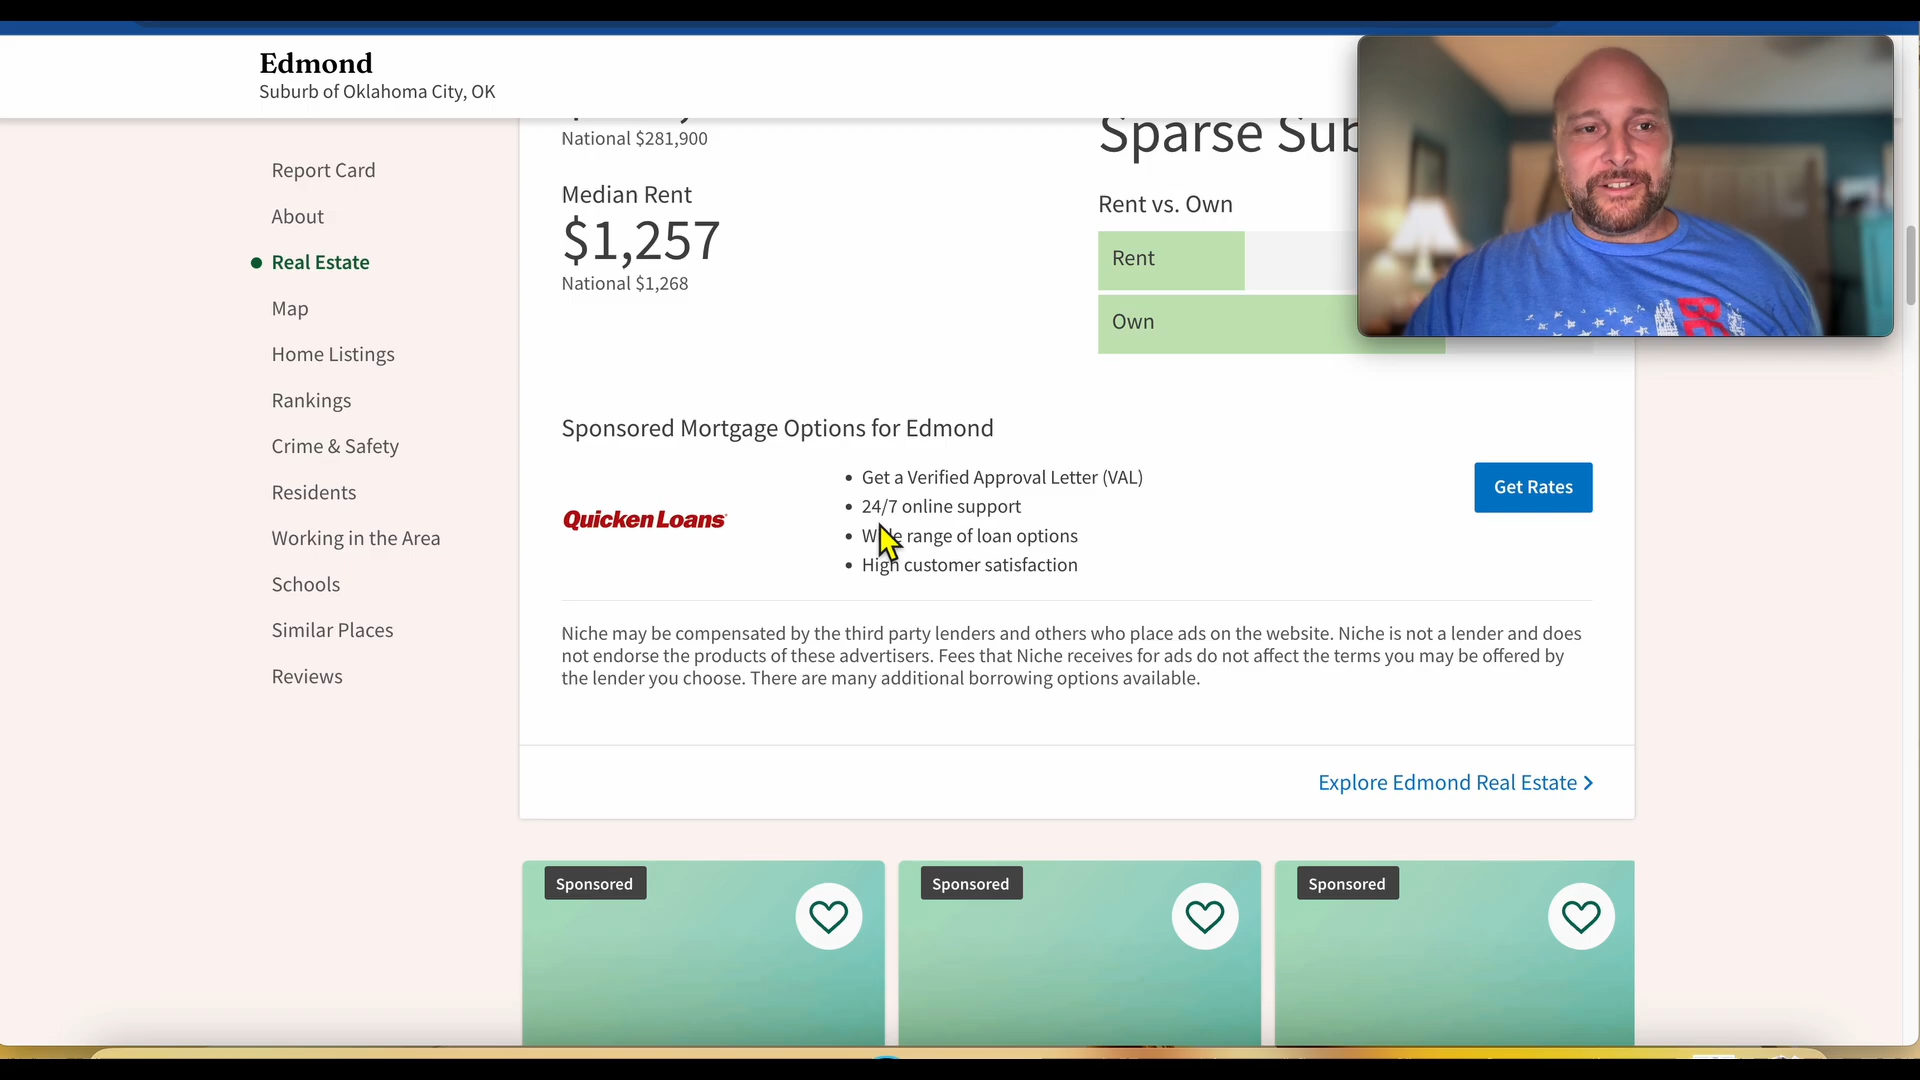 Edmond
Suburb of Oklahoma City, OK
Report Card
About
Real Estate
Map
Home Listings
Rankings
Crime & Safety
Residents
Working in the Area
Schools
Similar Places
Reviews
National $281,900
Median Rent
$1,257
National $1,268
Sparse Sub
Rent vs. Own
Rent
Own
Sponsored Mortgage Options for Edmond
Quicken Loans
• Get a Verified Approval Letter (VAL)
• 24/7 online support
• Wide range of loan options
• High customer satisfaction
Get Rates
Niche may be compensated by the third party lenders and others who place ads on the website. Niche is not a lender and does
not endorse the products of these advertisers. Fees that Niche receives for ads do not affect the terms you may be offered by
the lender you choose. There are many additional borrowing options available.
Explore Edmond Real Estate >
Sponsored
Sponsored
Sponsored